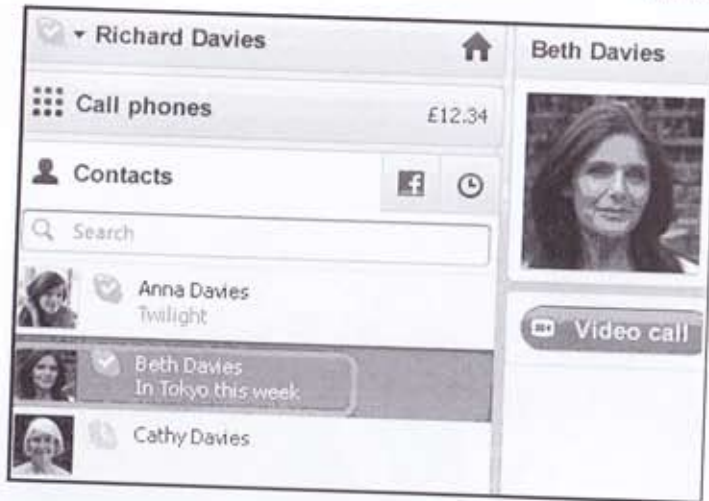 Richard Davies
Call phones
£12.34
Contacts
Search
Anna Davies
Twilight
Beth Davies
In Tokyo this week
Cathy Davies
Beth Davies
Video call